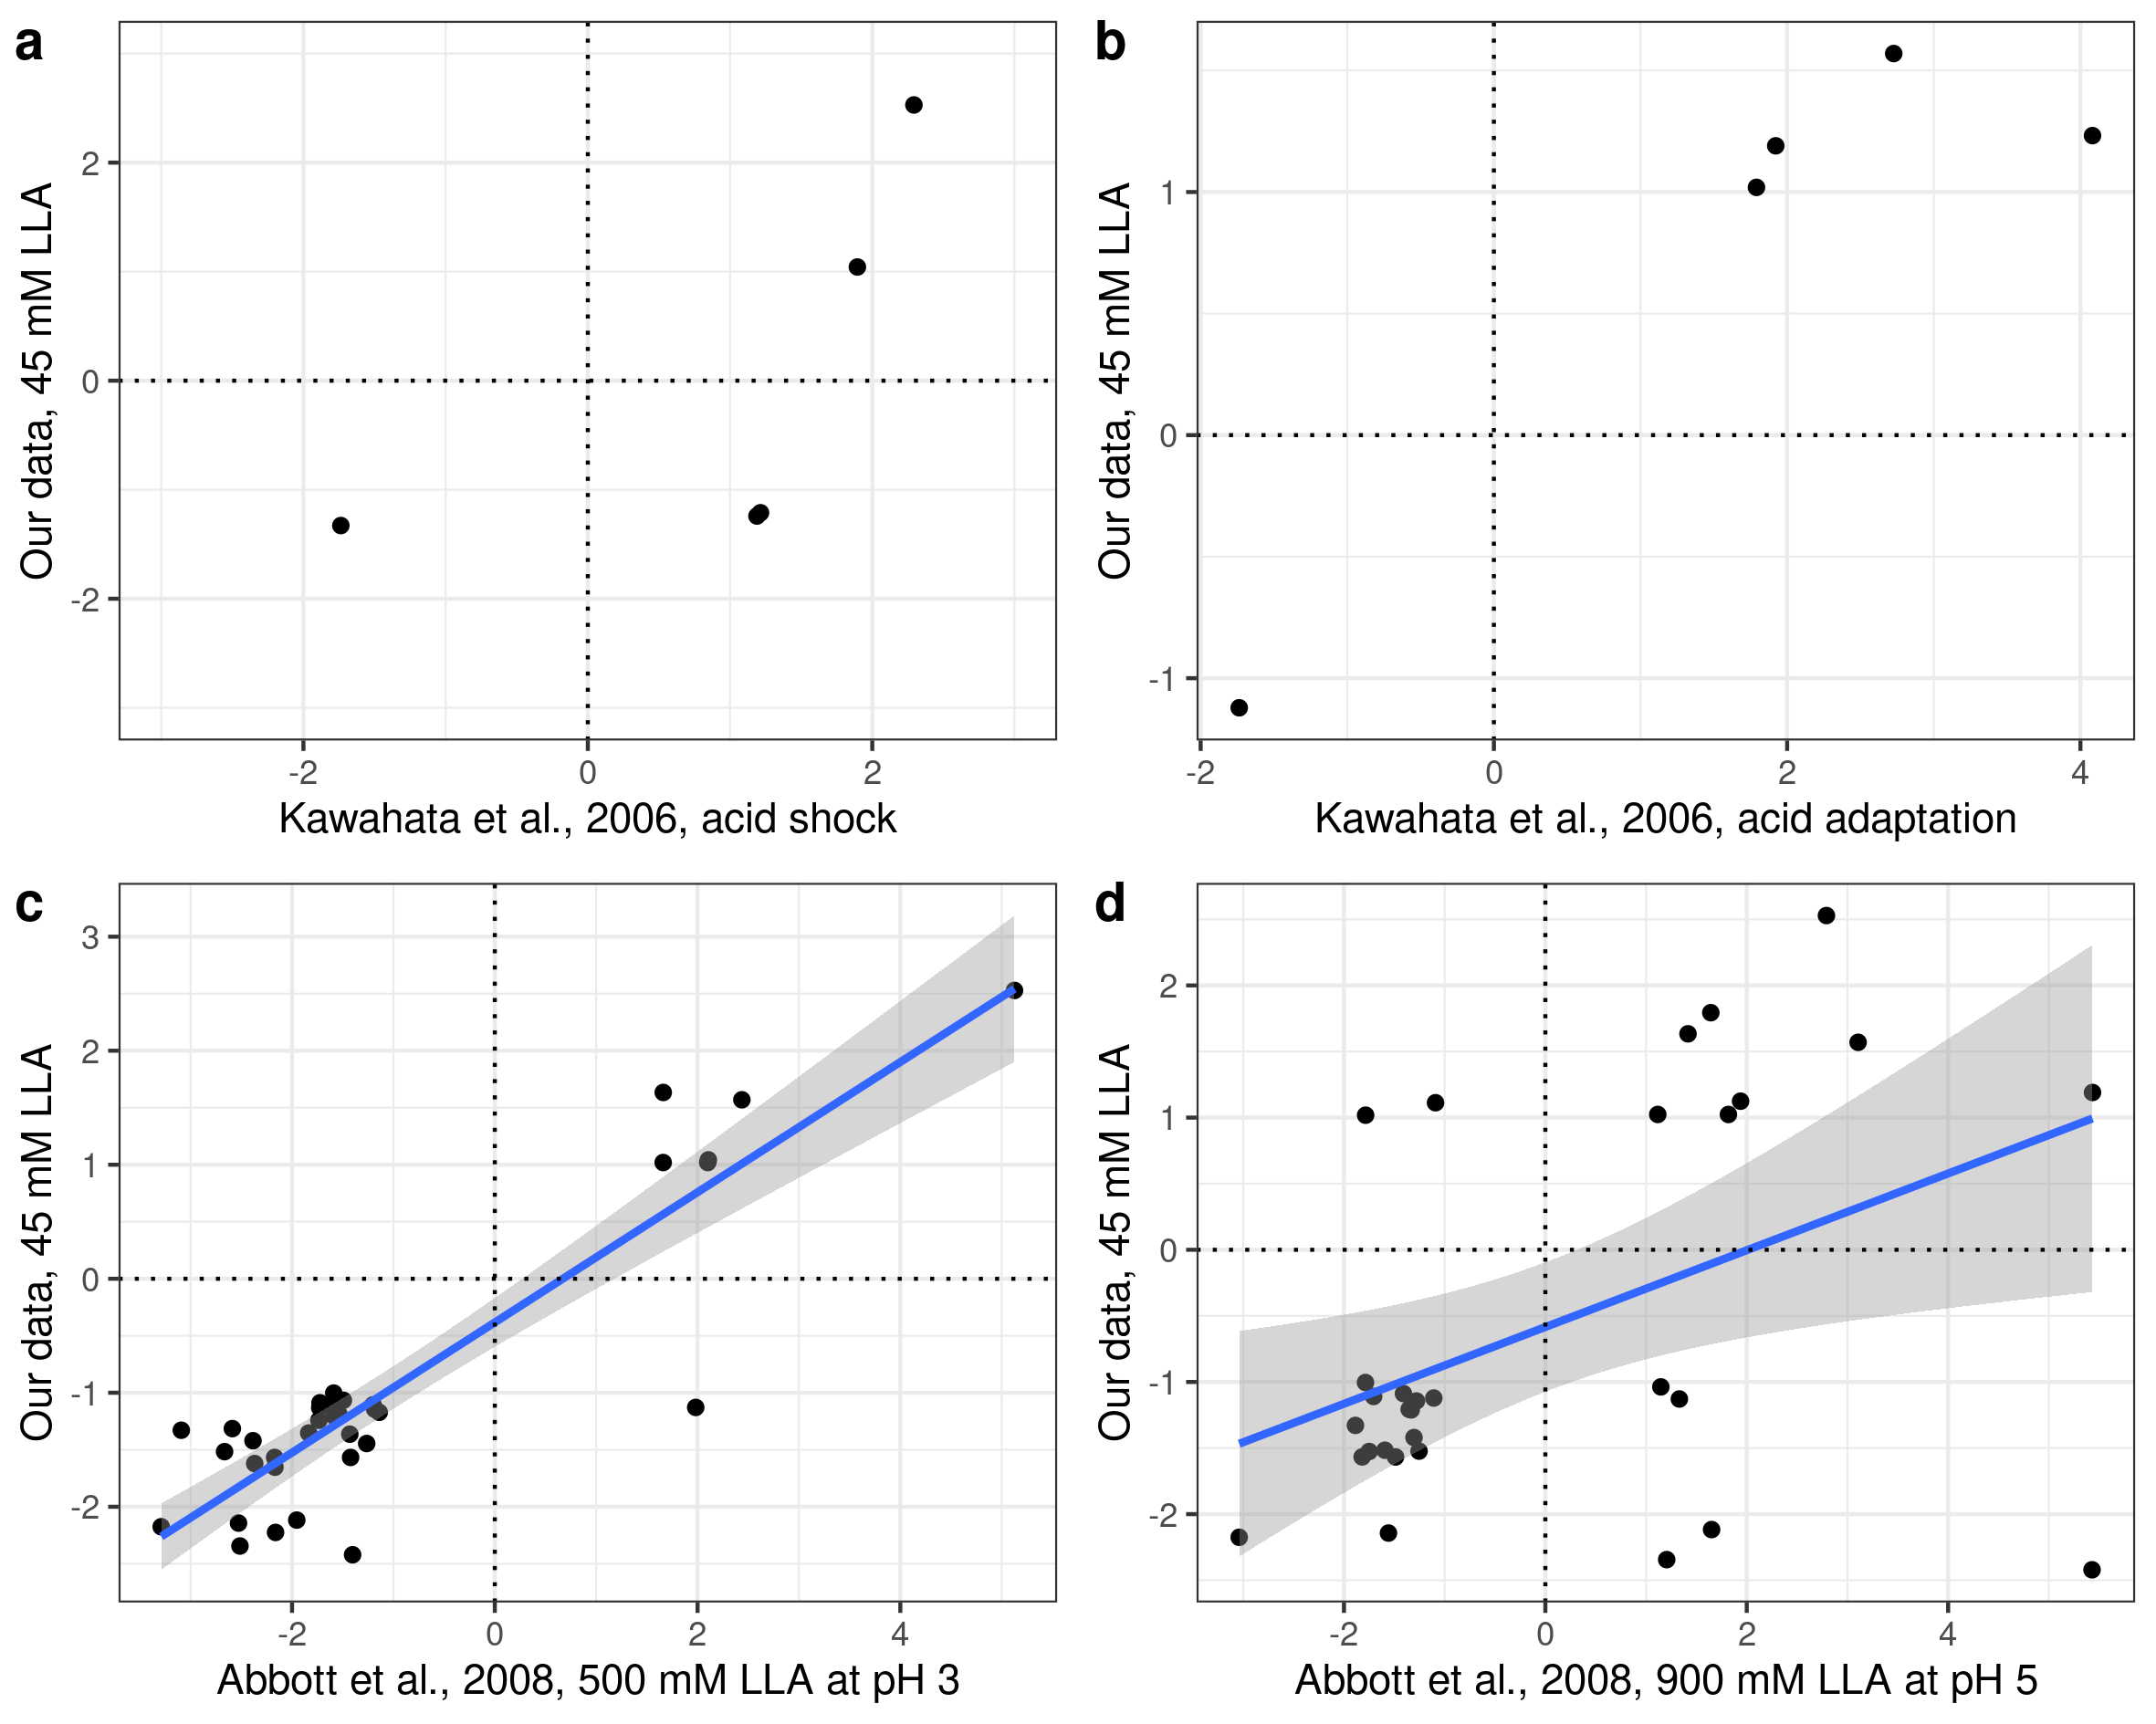 a
Our data, 45 mM LLA
2
0
-2
-2 0 2
Kawahata et al., 2006, acid shock
b
Our data, 45 mM LLA
1
0
-1
-2 0 2 4
Kawahata et al., 2006, acid adaptation
c
Our data, 45 mM LLA
3
2
1
0
-1
-2
-2 0 2 4
Abbott et al., 2008, 500 mM LLA at pH 3
d
Our data, 45 mM LLA
2
1
0
-1
-2
-2 0 2 4
Abbott et al., 2008, 900 mM LLA at pH 5